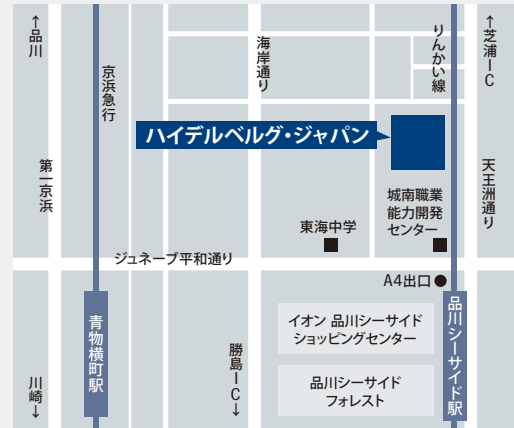 ↑品川
京浜急行
海岸通り
りんかい線
↑芝浦IC
ハイデルベルグ・ジャパン
第一京浜
天王洲通り
城南職業
能力開発
センター
東海中学
ジュネーブ平和通り
A4出口
青物横町駅
品川シーサイド駅
イオン 品川シーサイド
ショッピングセンター
品川シーサイド
フォレスト
川崎↓
勝島IC↓